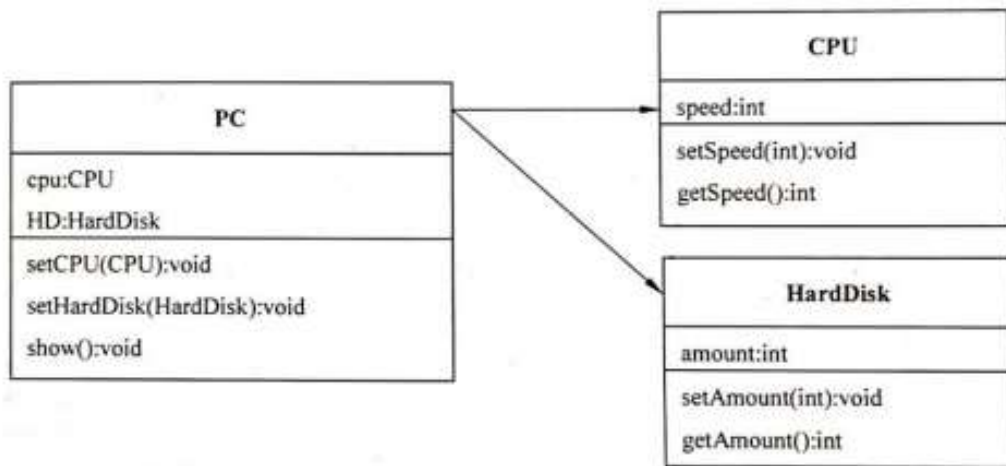 PC
cpu:CPU
HD:HardDisk
setCPU(CPU):void
setHardDisk(HardDisk):void
show():void
CPU
speed:int
setSpeed(int):void
getSpeed():int
HardDisk
amount:int
setAmount(int):void
getAmount():int